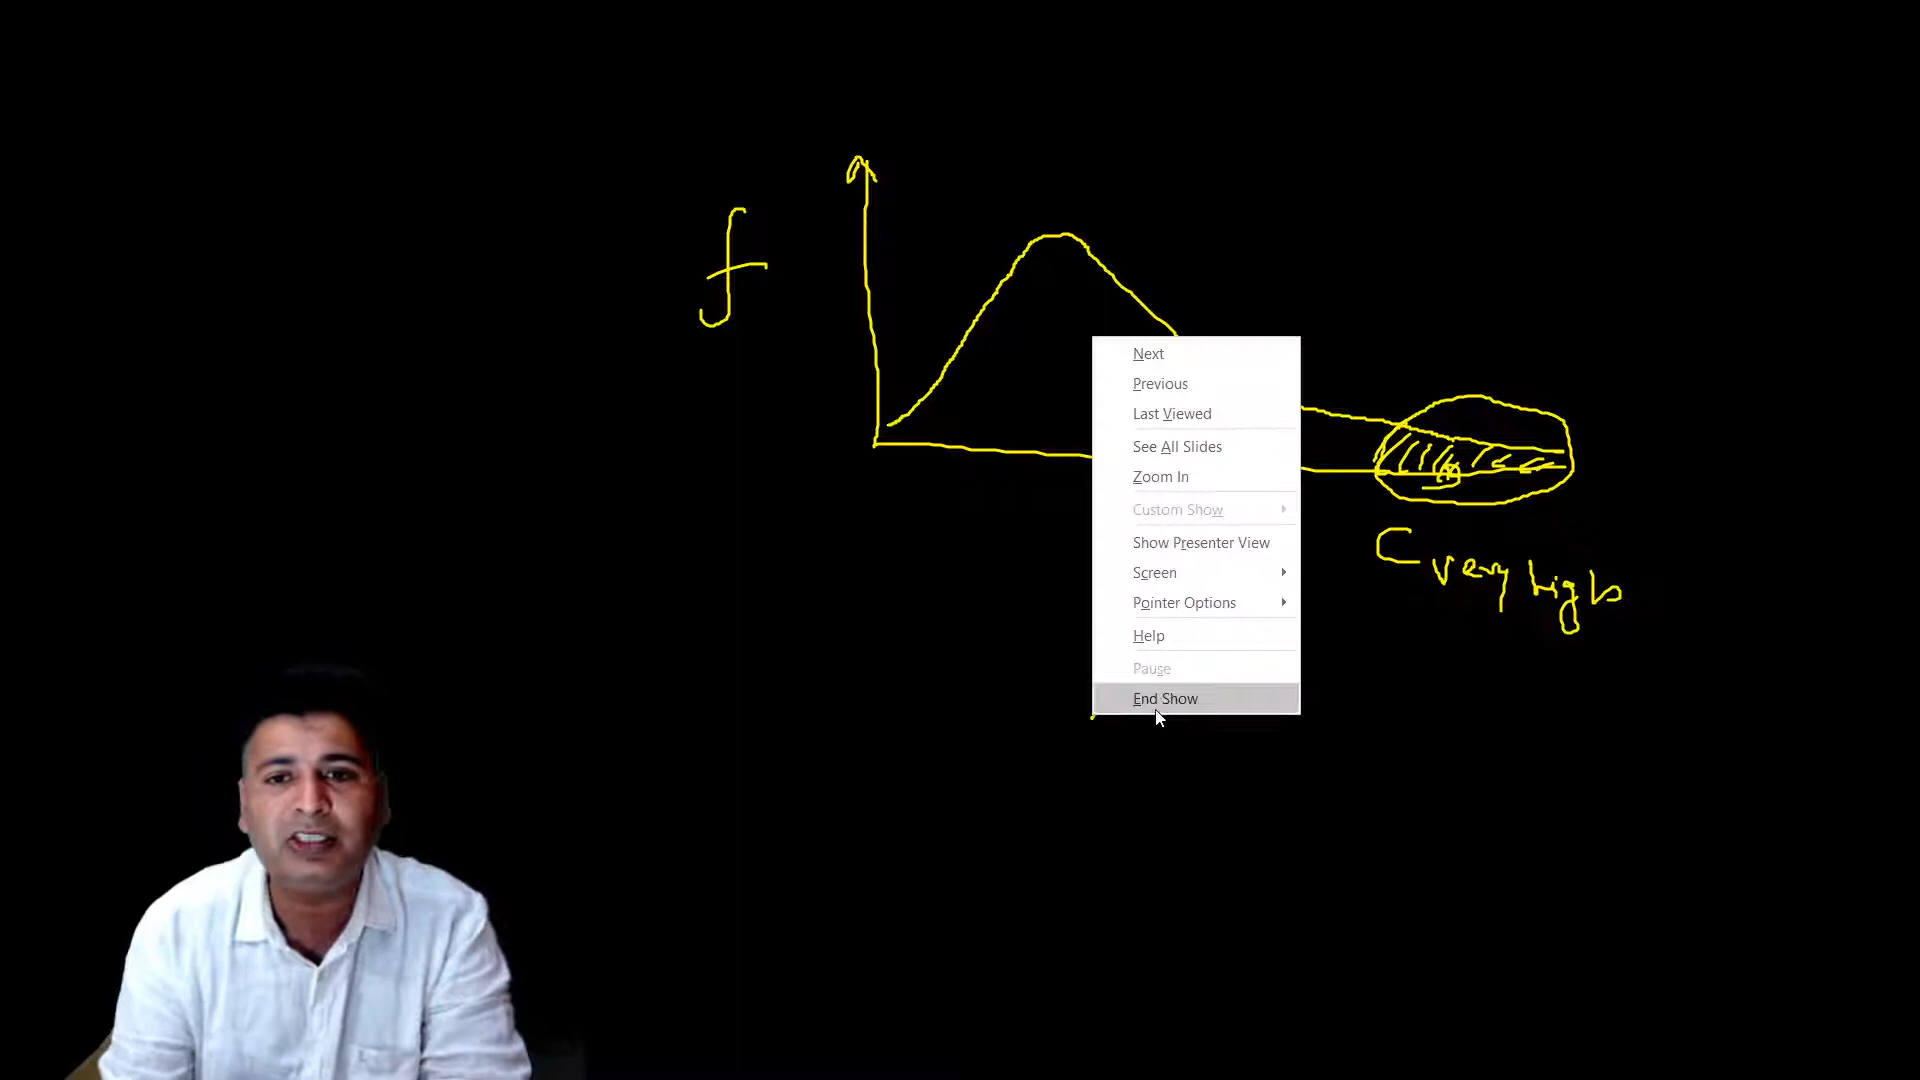 f
Next
Previous
Last Viewed
See All Slides
Zoom In
Custom Show
Show Presenter View
Screen
Pointer Options
Help
Pause
End Show
C very high